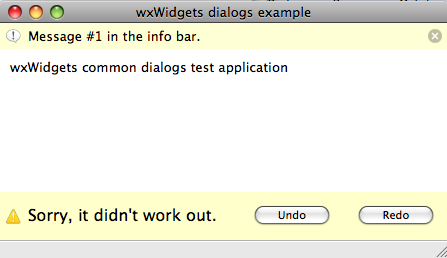 wxWidgets dialogs example
Message #1 in the info bar.
wxWidgets common dialogs test application
Sorry, it didn't work out. Undo Redo